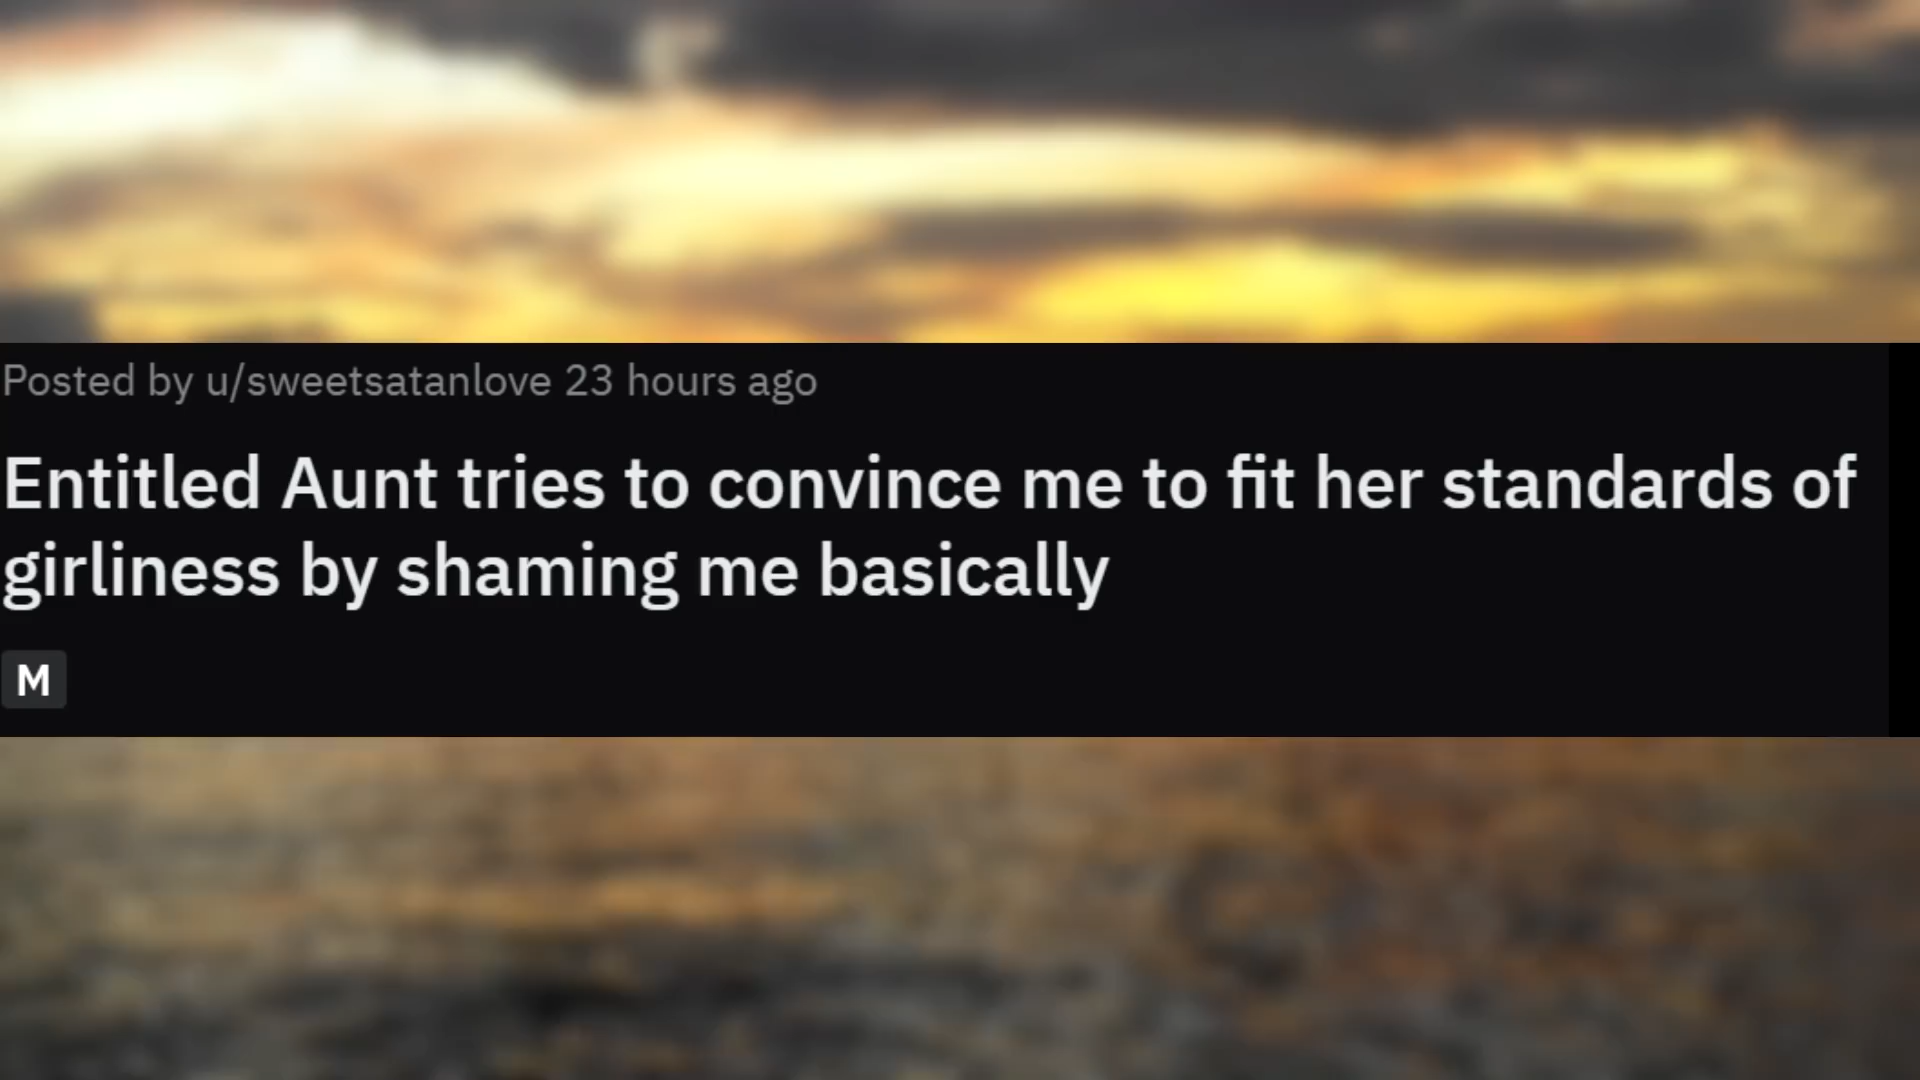 Posted by u/sweetsatanlove 23 hours ago
Entitled Aunt tries to convince me to fit her standards of
girliness by shaming me basically
M